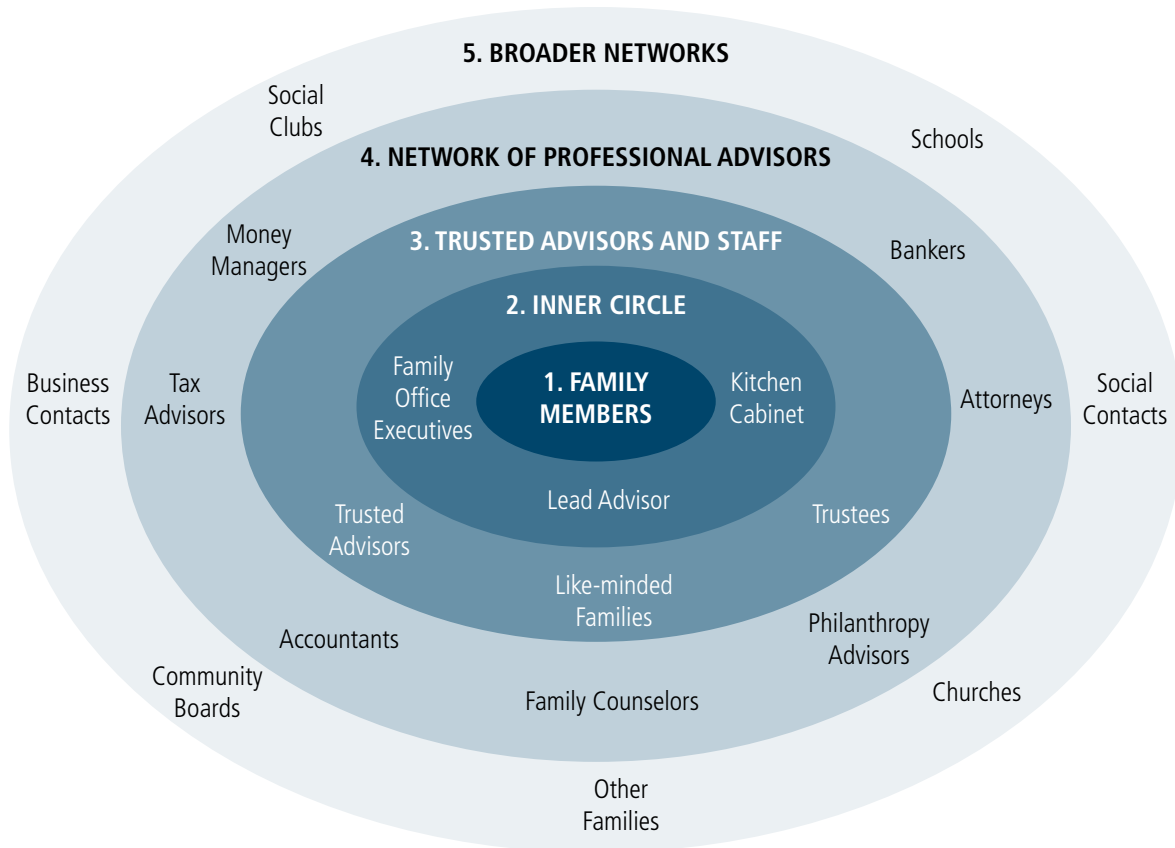 5. BROADER NETWORKS
Social
Clubs
Schools
4. NETWORK OF PROFESSIONAL ADVISORS
Money
Managers
3. TRUSTED ADVISORS AND STAFF
Bankers
2. INNER CIRCLE
Business
Contacts
Tax
Advisors
Family
Office
Executives
1. FAMILY
MEMBERS
Kitchen
Cabinet
Attorneys
Social
Contacts
Lead Advisor
Trusted
Advisors
Trustees
Like-minded
Families
Accountants
Philanthropy
Advisors
Community
Boards
Family Counselors
Churches
Other
Families